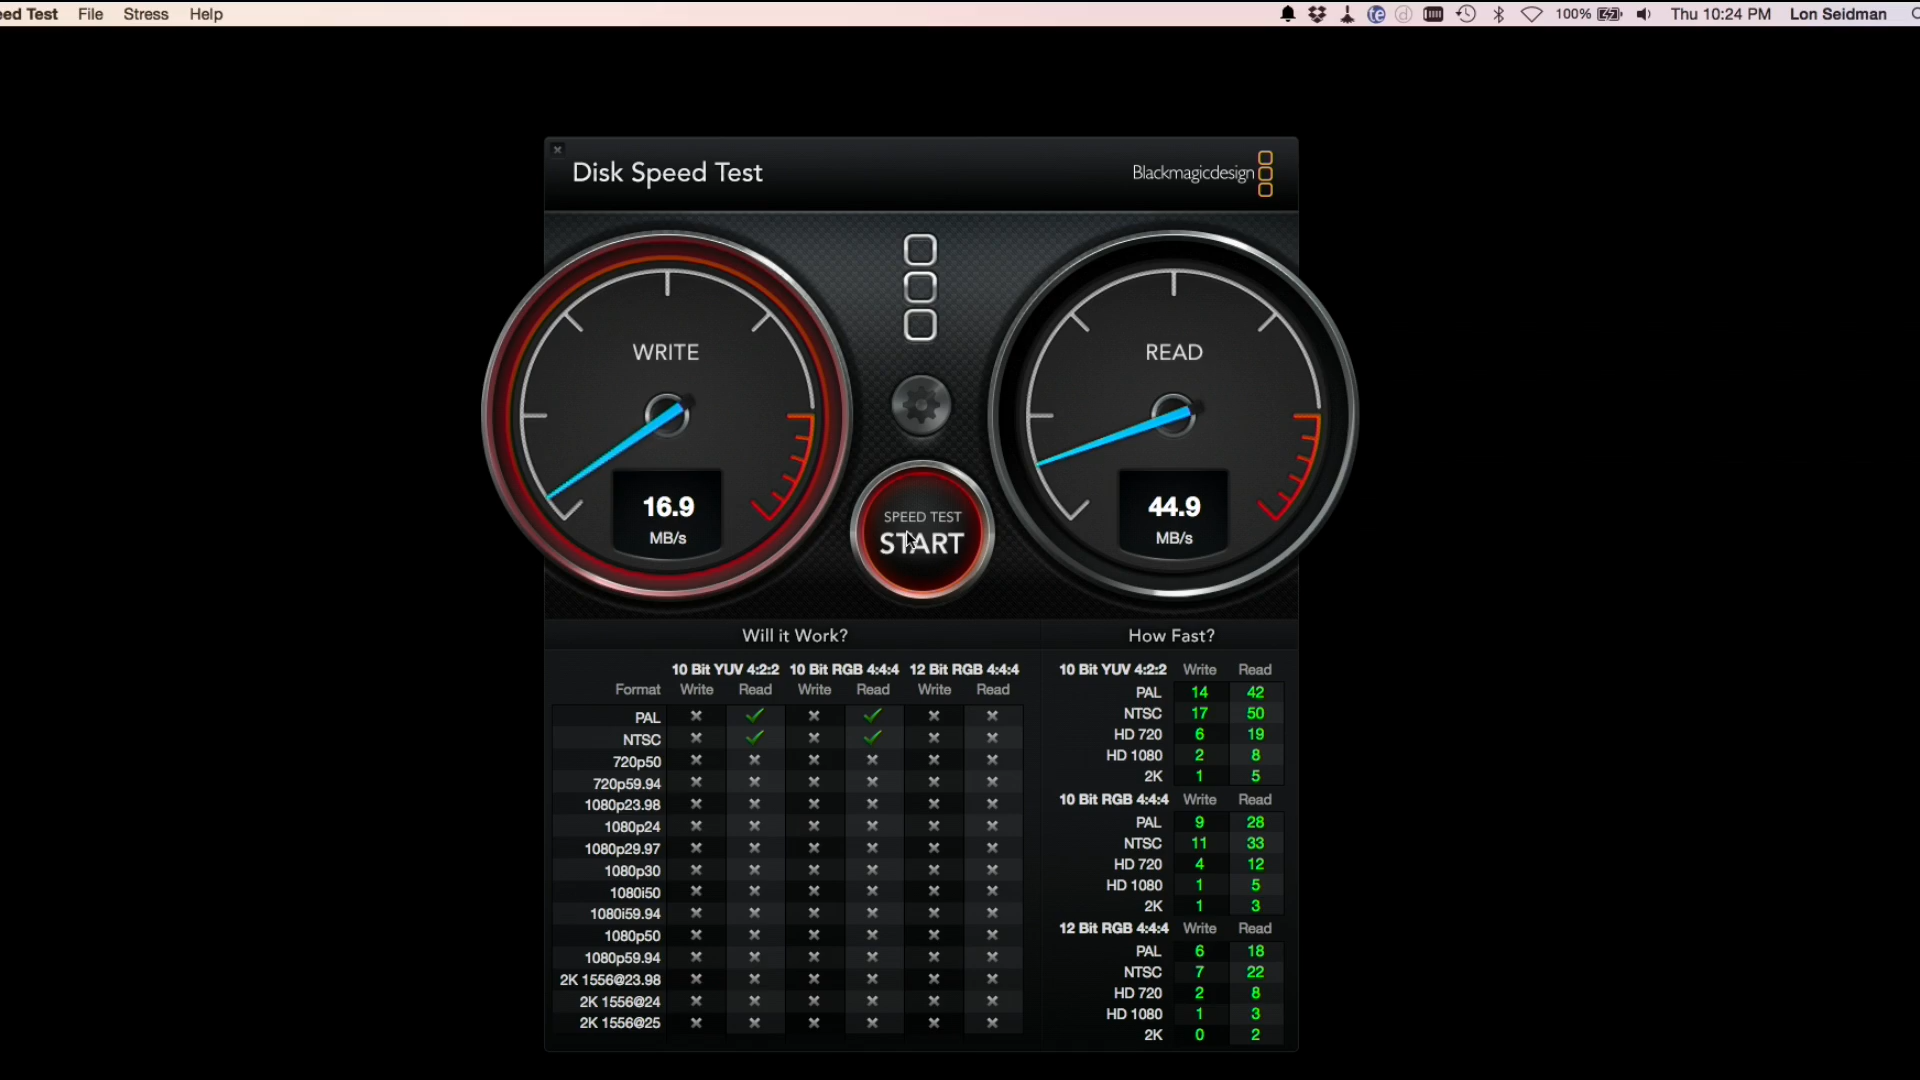 ed Test File Stress Help 100% Thu 10:24 PM Lon Seidman
Disk Speed Test
Blackmagicdesign
WRITE
16.9
MB/s
SPEED TEST
START
READ
44.9
MB/s
Will it Work?
10 Bit YUV 4:2:2 10 Bit RGB 4:4:4 12 Bit RGB 4:4:4
Format Write Read Write Read Write Read
PAL
NTSC
720p50
720p59.94
1080p23.98
1080p24
1080p29.97
1080p30
1080i50
1080i59.94
1080p50
1080p59.94
2K 1556@23.98
2K 1556@24
2K 1556@25
How Fast?
10 Bit YUV 4:2:2 Write Read
PAL 14 42
NTSC 17 50
HD 720 6 19
HD 1080 2 8
2K 1 5
10 Bit RGB 4:4:4 Write Read
PAL 9 28
NTSC 11 33
HD 720 4 12
HD 1080 1 5
2K 1 3
12 Bit RGB 4:4:4 Write Read
PAL 6 18
NTSC 7 22
HD 720 2 8
HD 1080 1 3
2K 0 2